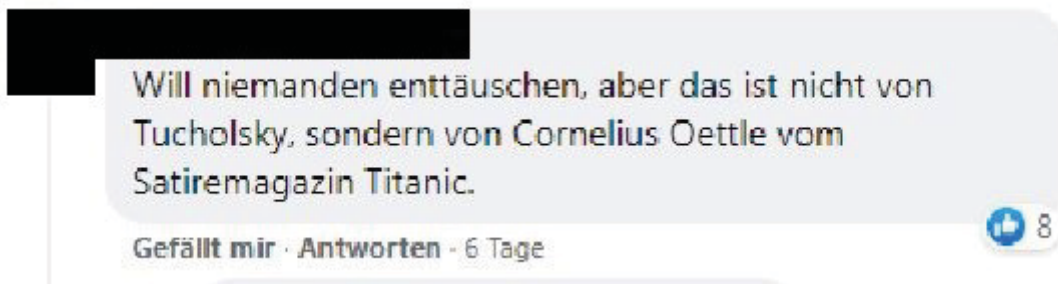 Will niemanden enttäuschen, aber das ist nicht von
Tucholsky, sondern von Cornelius Oettle vom
Satiremagazin Titanic.
8
Gefällt mir · Antworten · 6 Tage